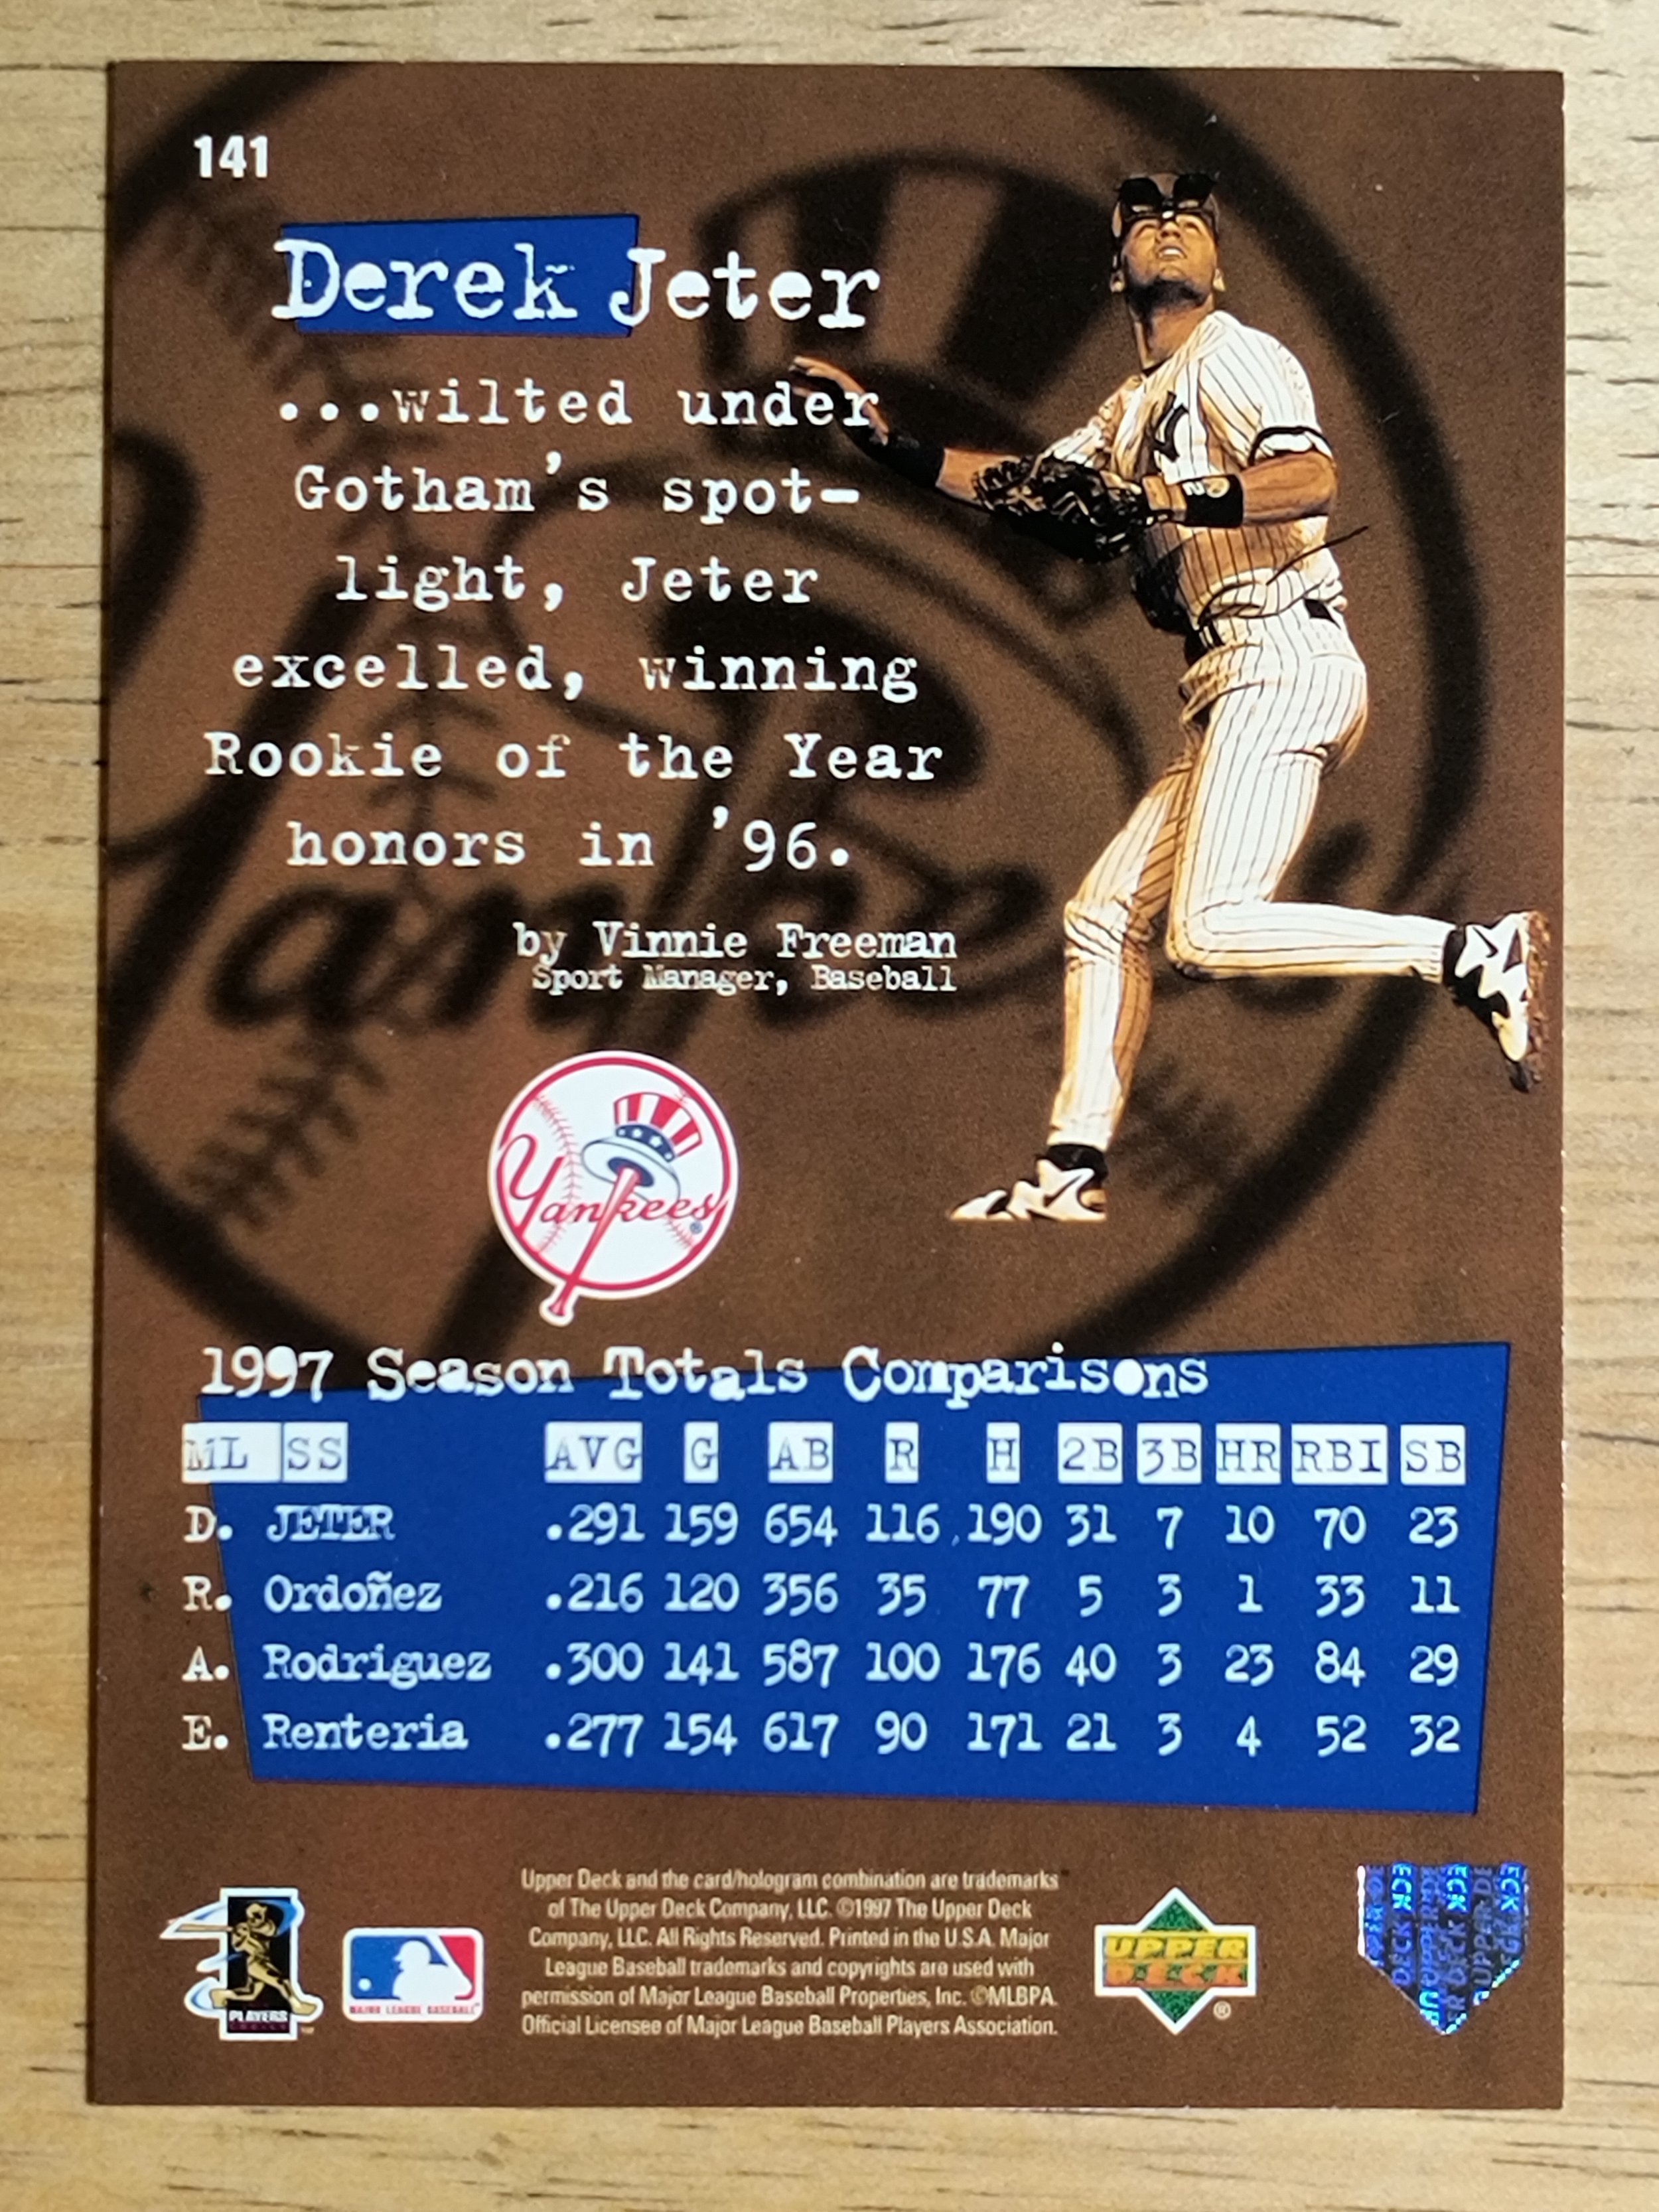 141
Derek Jeter
...wilted under
Gotham's spot-
light, Jeter
excelled, winning
Rookie of the Year
honors in '96.
by Vinnie Freeman
Sport Manager, Baseball
Yankees
1997 Season Totals Comparisons
ML SS AVG G AB R H 2B 3B HR RBI SB
D. JETER .291 159 654 116 190 31 7 10 70 23
R. Ordoñez .216 120 356 35 77 5 3 1 33 11
A. Rodriguez .300 141 587 100 176 40 3 23 84 29
E. Renteria .277 154 617 90 171 21 3 4 52 32
Upper Deck and the card/hologram combination are trademarks
of The Upper Deck Company, LLC. ©1997 The Upper Deck
Company, LLC. All Rights Reserved. Printed in the U.S.A. Major
League Baseball trademarks and copyrights are used with
permission of Major League Baseball Properties, Inc. ©MLBPA.
Official Licensee of Major League Baseball Players Association.
PLAYERS
CHOICE
MAJOR LEAGUE BASEBALL
UPPER
DECK
®